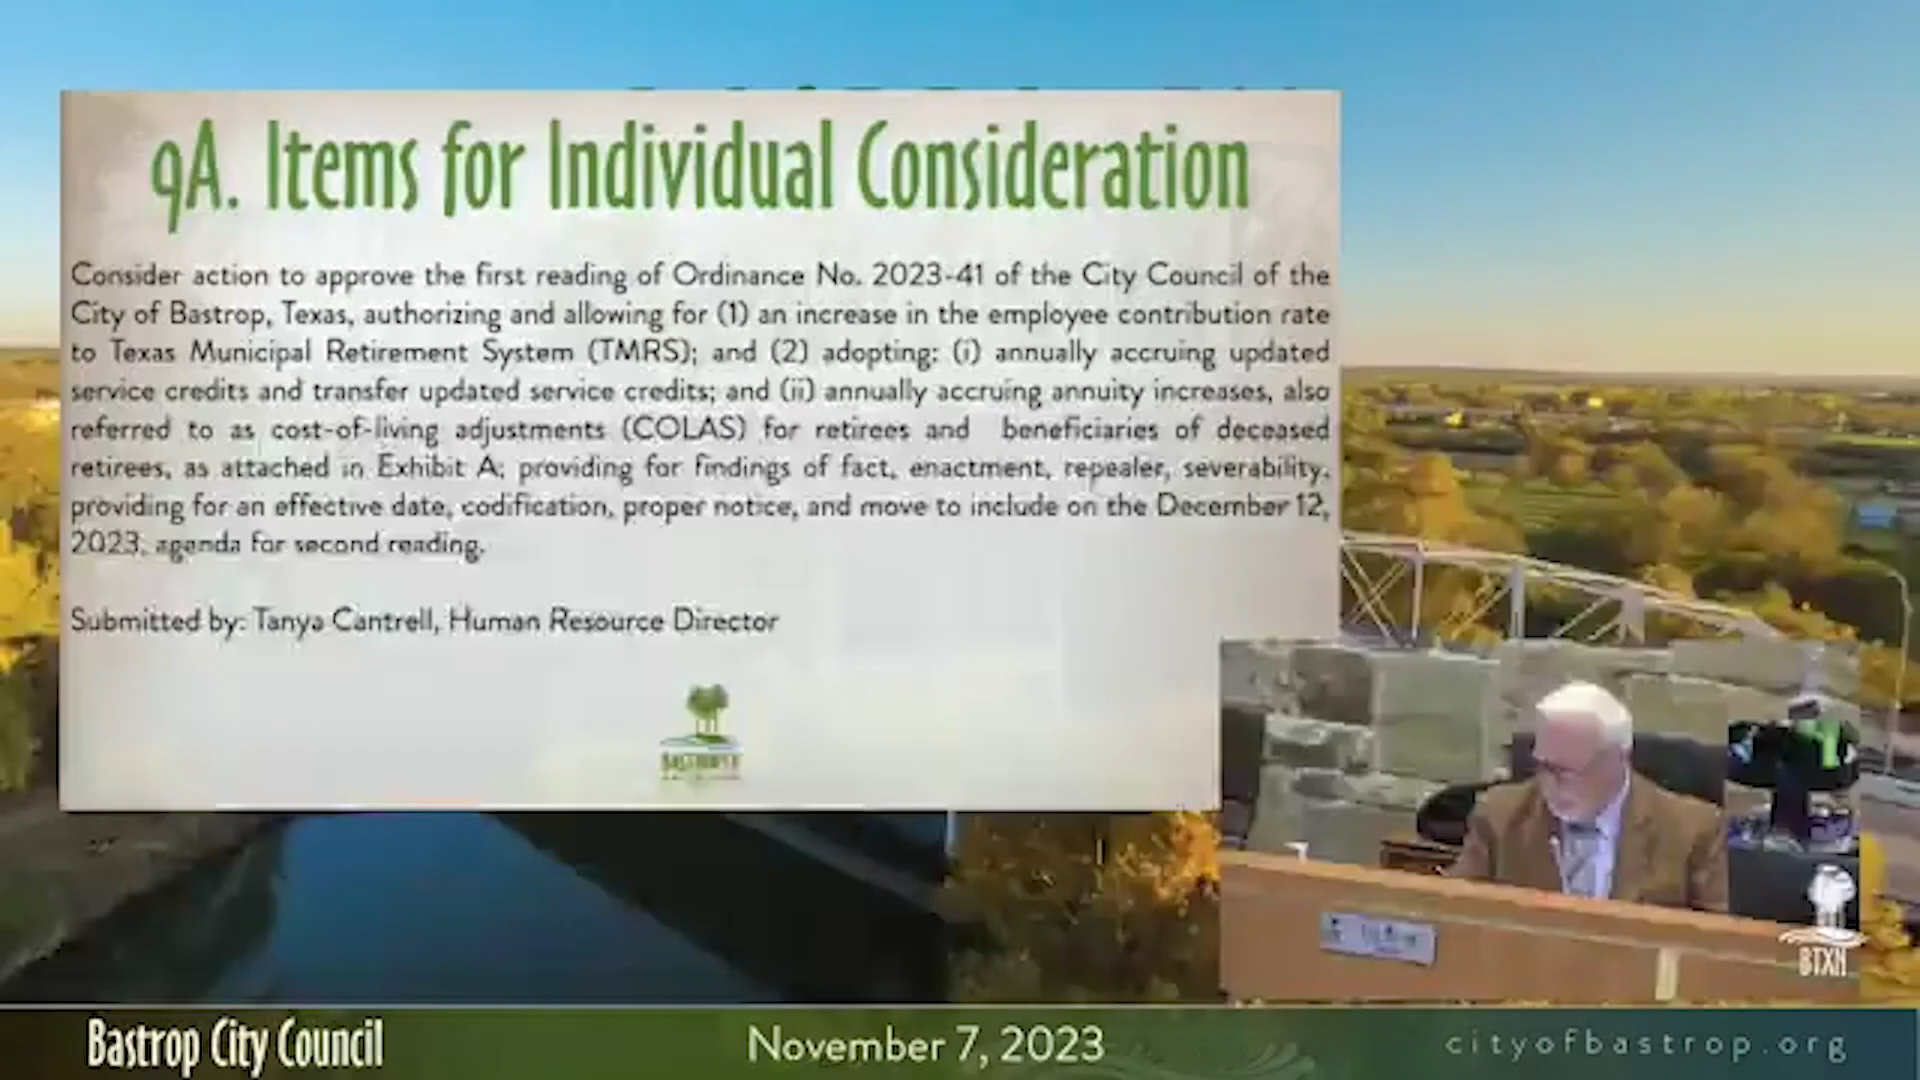 9A. Items for Individual Consideration
Consider action to approve the first reading of Ordinance No. 2023-41 of the City Council of the
City of Bastrop, Texas, authorizing and allowing for (1) an increase in the employee contribution rate
to Texas Municipal Retirement System (TMRS); and (2) adopting: (i) annually accruing updated
service credits and transfer updated service credits; and (ii) annually accruing annuity increases, also
referred to as cost-of-living adjustments (COLAS) for retirees and beneficiaries of deceased
retirees, as attached in Exhibit A; providing for findings of fact, enactment, repealer, severability,
providing for an effective date, codification, proper notice, and move to include on the December 12,
2023, agenda for second reading.
Submitted by: Tanya Cantrell, Human Resource Director
BTXN
Bastrop City Council
November 7, 2023
cityofbastrop.org